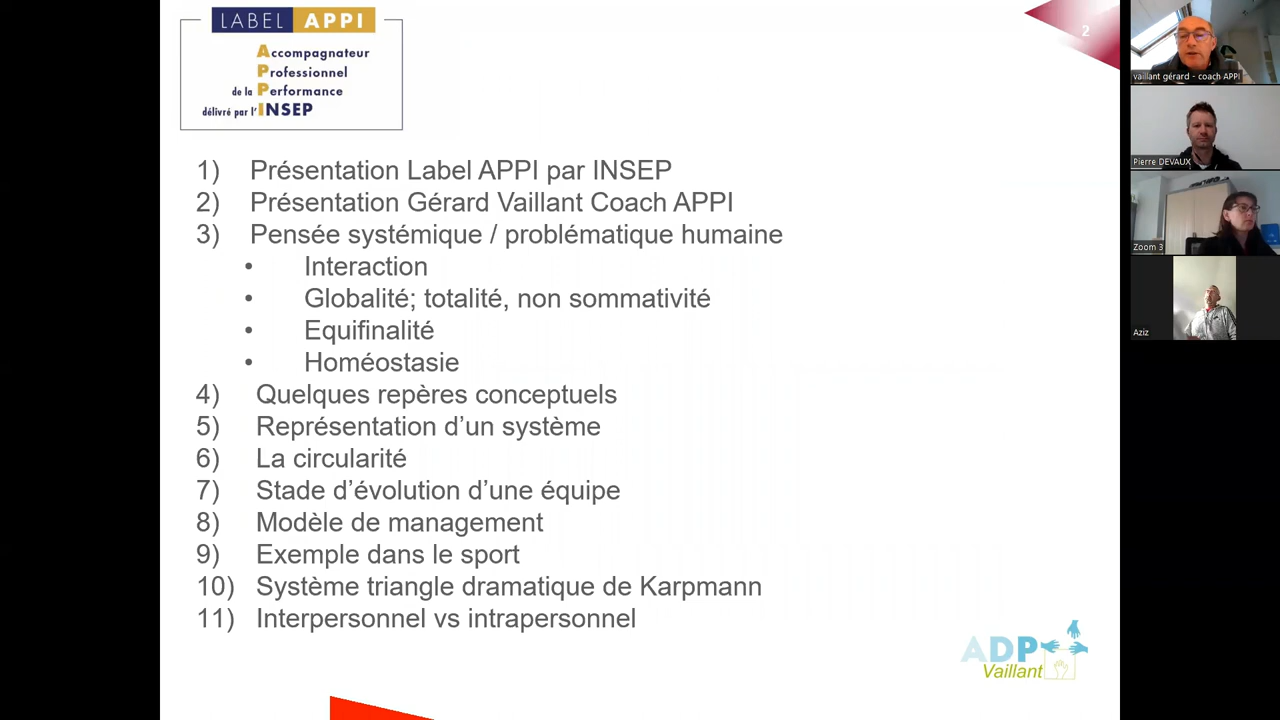 LABEL APPI
Accompagnateur
Professionnel
de la Performance
délivré par l'INSEP
2
1) Présentation Label APPI par INSEP
2) Présentation Gérard Vaillant Coach APPI
3) Pensée systémique / problématique humaine
• Interaction
• Globalité; totalité, non sommativité
• Equifinalité
• Homéostasie
4) Quelques repères conceptuels
5) Représentation d’un système
6) La circularité
7) Stade d’évolution d’une équipe
8) Modèle de management
9) Exemple dans le sport
10) Système triangle dramatique de Karpmann
11) Interpersonnel vs intrapersonnel
ADP
Vaillant
vaillant gérard - coach APPI
Pierre DEVAUX
Zoom 3
Aziz